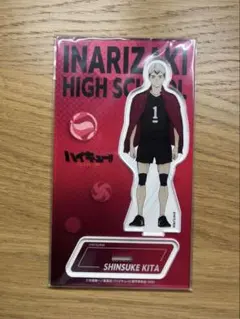 INARIZAKI
HIGH SCHOOL
1
ハイキュー!!
SHINSUKE KITA